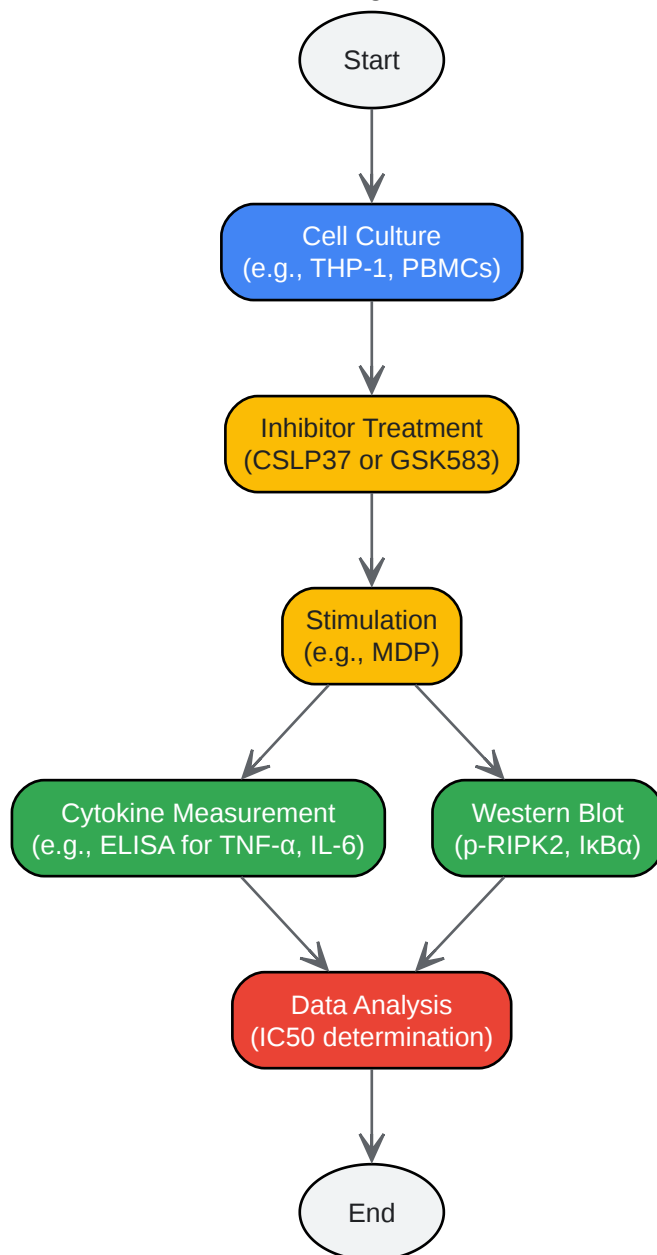 Start
Cell Culture
(e.g., THP-1, PBMCs)
Inhibitor Treatment
(CSLP37 or GSK583)
Stimulation
(e.g., MDP)
Cytokine Measurement
(e.g., ELISA for TNF-α, IL-6)
Western Blot
(p-RIPK2, IκBα)
Data Analysis
(IC50 determination)
End